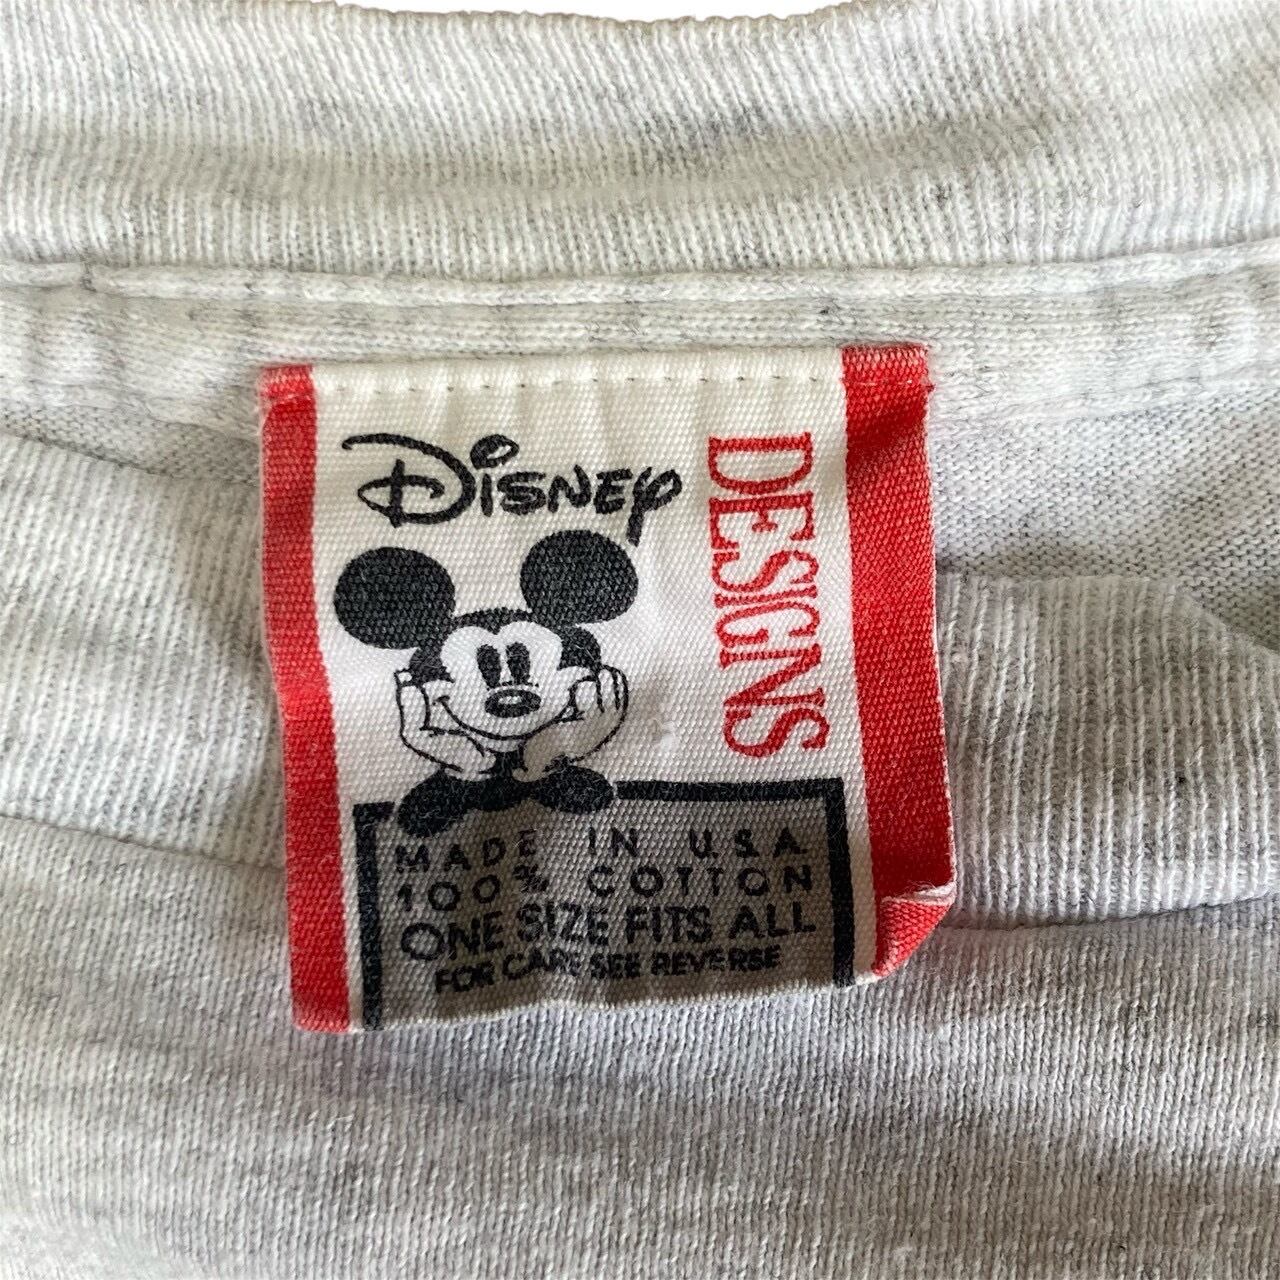 Disney
DESIGNS
MADE IN U.S.A.
100% COTTON
ONE SIZE FITS ALL
FOR CARE SEE REVERSE